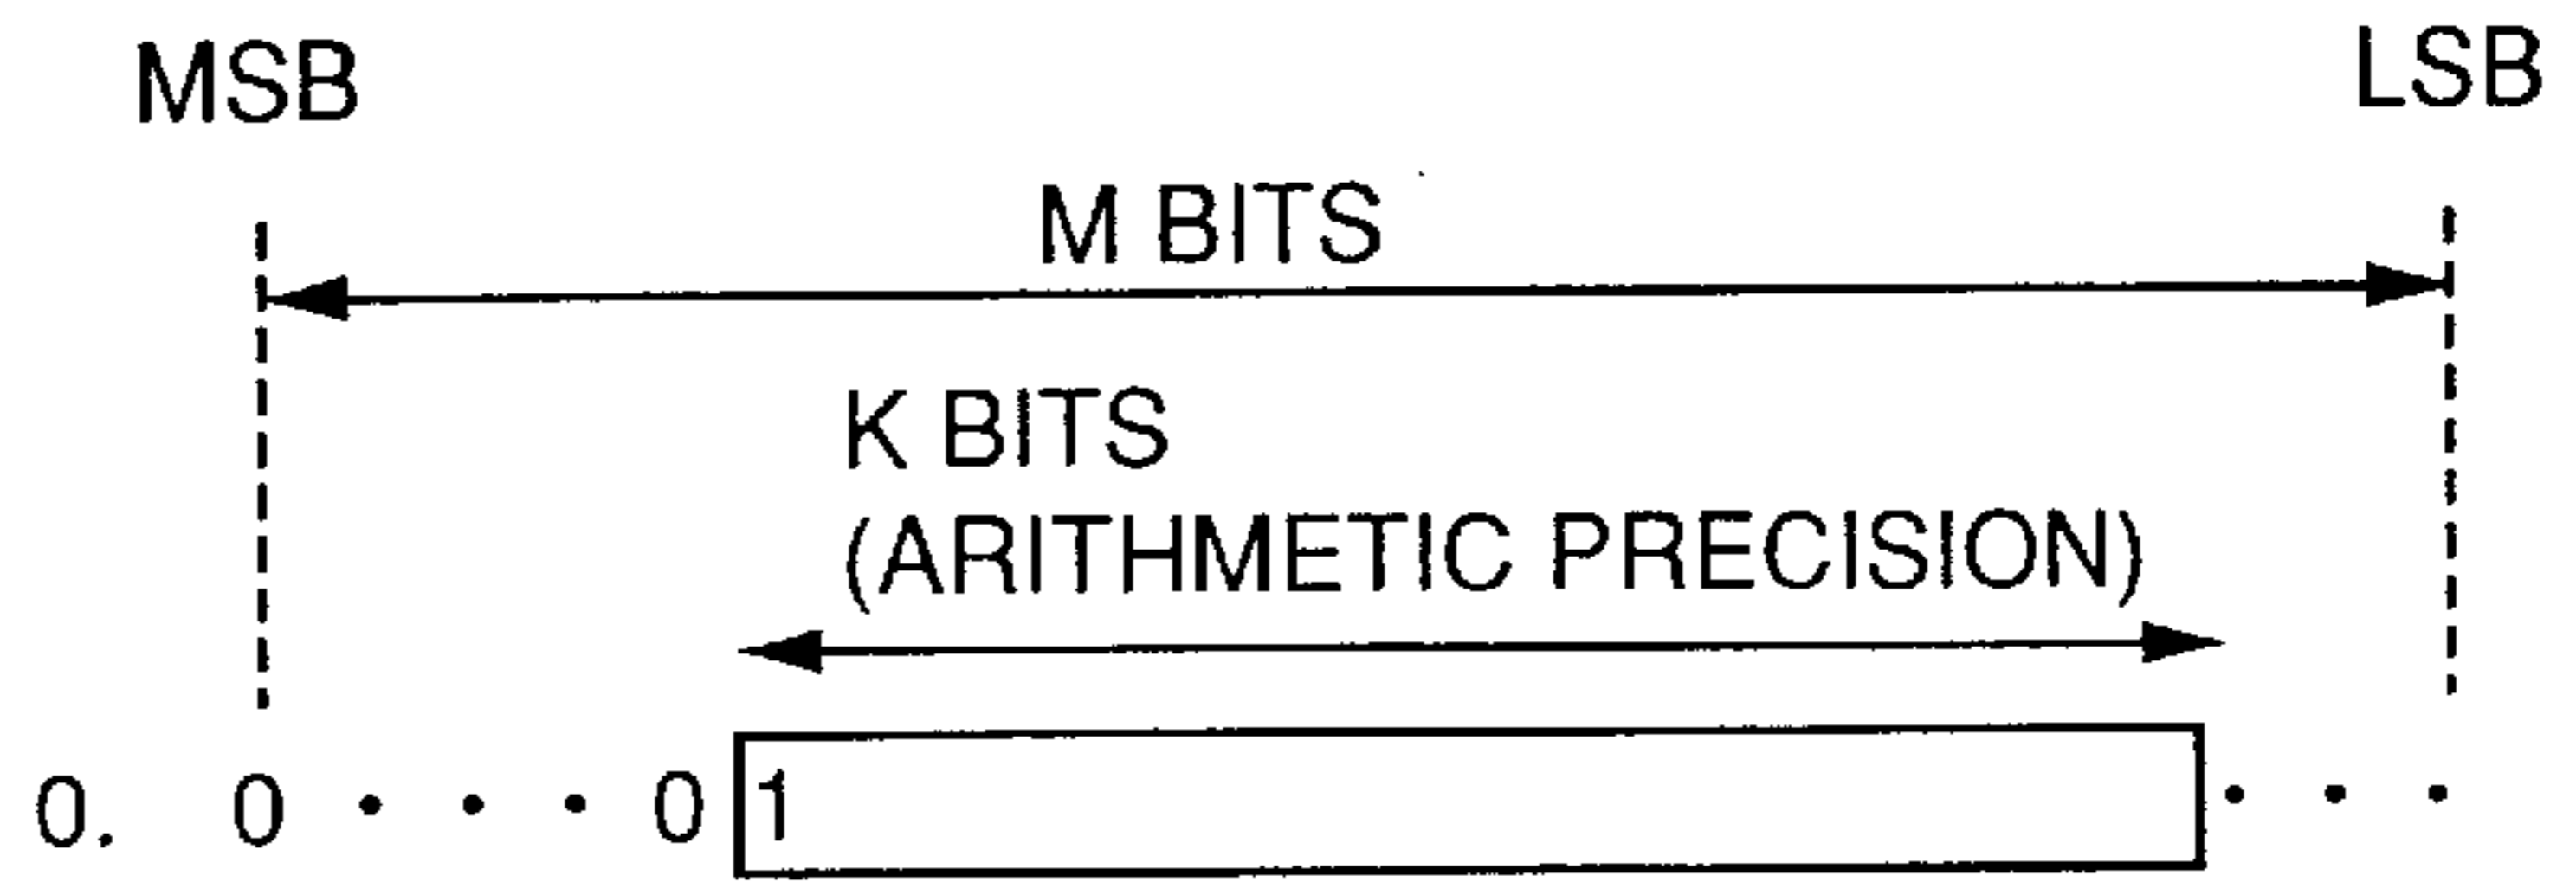 MSB LSB
M BITS
K BITS
(ARITHMETIC PRECISION)
0. 0 • • • 0 1 • • •